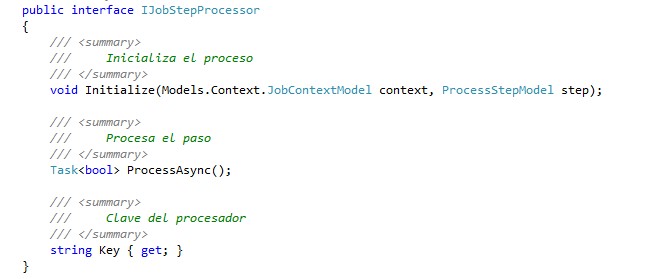 public interface IJobStepProcessor
{
/// <summary>
/// Inicializa el proceso
/// </summary>
void Initialize(Models.Context.JobContextModel context, ProcessStepModel step);
/// <summary>
/// Procesa el paso
/// </summary>
Task<bool> ProcessAsync();
/// <summary>
/// Clave del procesador
/// </summary>
string Key { get; }
}